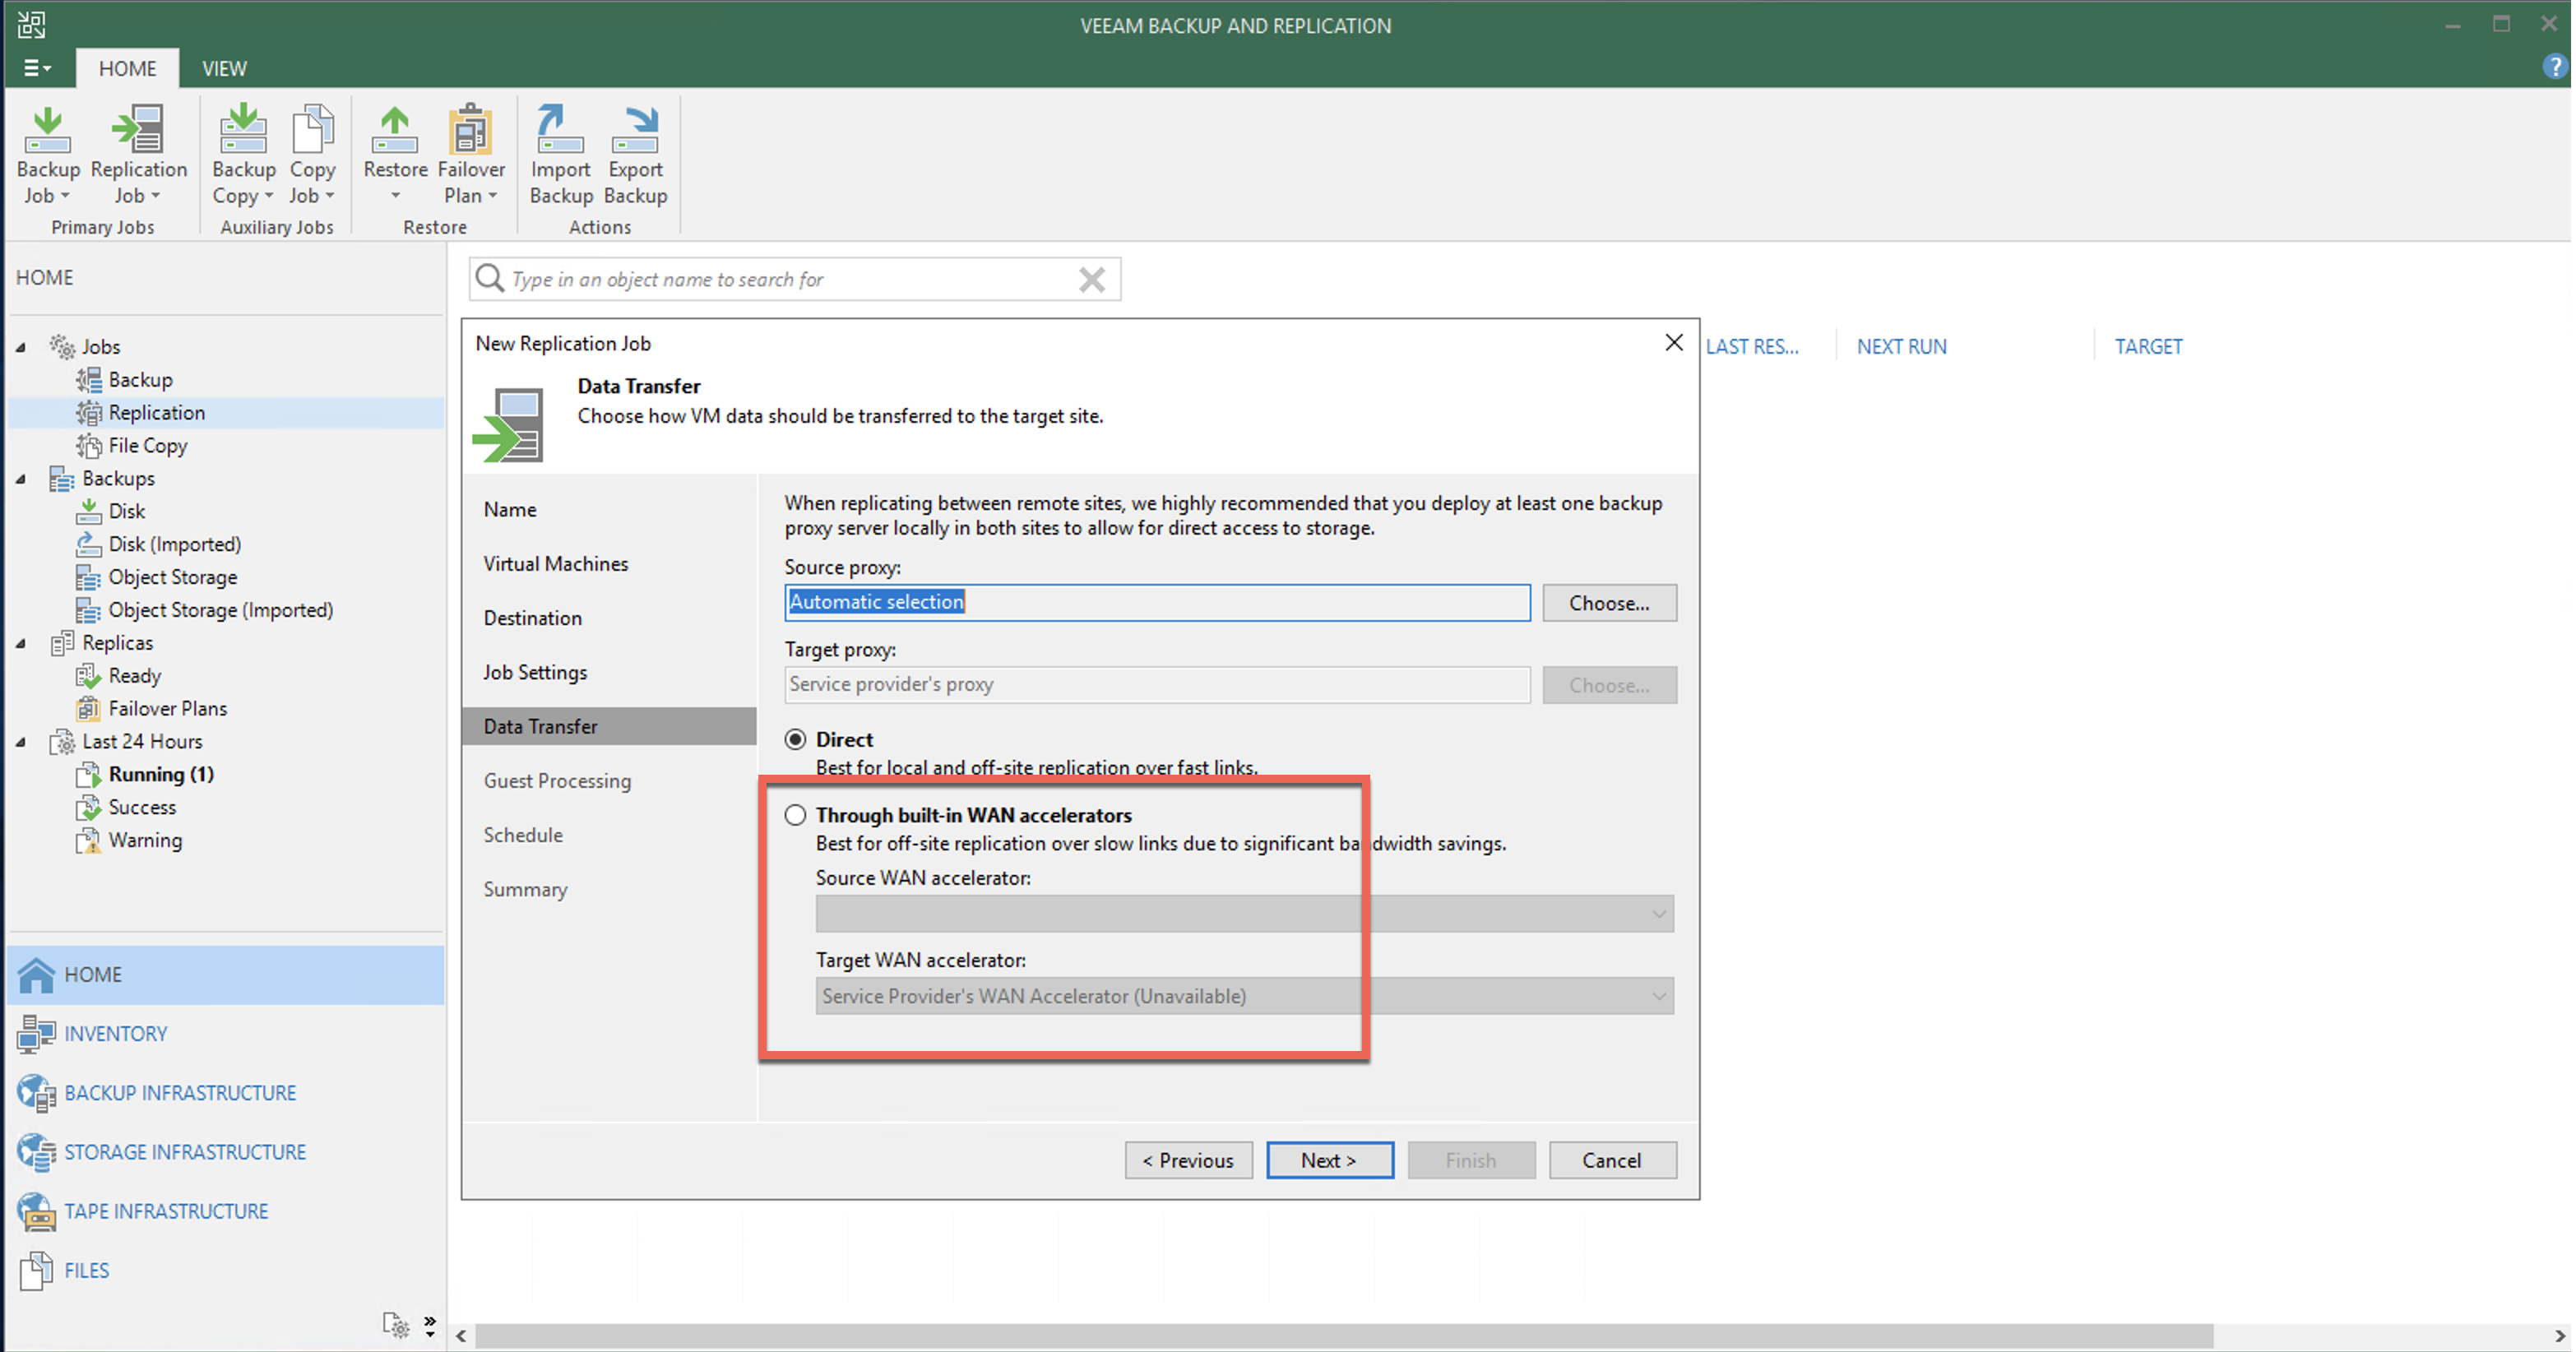 VEEAM BACKUP AND REPLICATION
HOME
VIEW
Backup Job
Replication Job
Backup Copy
Copy Job
Restore
Failover Plan
Import Backup
Export Backup
Primary Jobs
Auxiliary Jobs
Restore
Actions
HOME
Type in an object name to search for
Jobs
Backup
Replication
File Copy
Backups
Disk
Disk (Imported)
Object Storage
Object Storage (Imported)
Replicas
Ready
Failover Plans
Last 24 Hours
Running (1)
Success
Warning
HOME
INVENTORY
BACKUP INFRASTRUCTURE
STORAGE INFRASTRUCTURE
TAPE INFRASTRUCTURE
FILES
LAST RES...
NEXT RUN
TARGET
New Replication Job
Data Transfer
Choose how VM data should be transferred to the target site.
Name
Virtual Machines
Destination
Job Settings
Data Transfer
Guest Processing
Schedule
Summary
When replicating between remote sites, we highly recommended that you deploy at least one backup
proxy server locally in both sites to allow for direct access to storage.
Source proxy:
Automatic selection
Choose...
Target proxy:
Service provider's proxy
Choose...
Direct
Best for local and off-site replication over fast links.
Through built-in WAN accelerators
Best for off-site replication over slow links due to significant bandwidth savings.
Source WAN accelerator:
Target WAN accelerator:
Service Provider's WAN Accelerator (Unavailable)
< Previous
Next >
Finish
Cancel